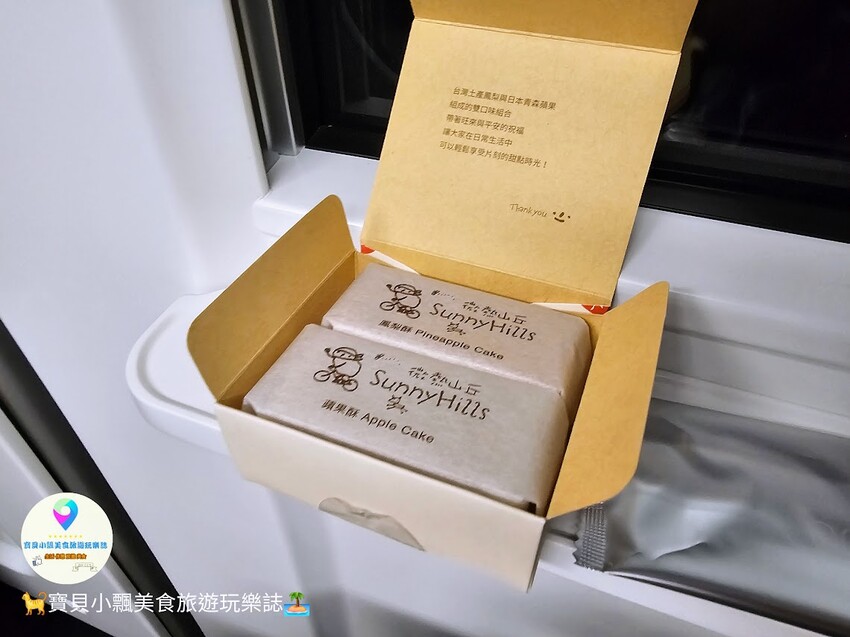 台灣土產鳳梨與日本青森蘋果
組成的雙口味組合
帶著旺來與平安的祝福
讓大家在日常生活中
可以輕鬆享受片刻的甜點時光！
Thank you
微熱山丘
SunnyHills
鳳梨酥 Pineapple Cake
微熱山丘
SunnyHills
蘋果酥 Apple Cake
寶貝小飄美食旅遊玩樂誌
寶貝小飄美食旅遊玩樂誌